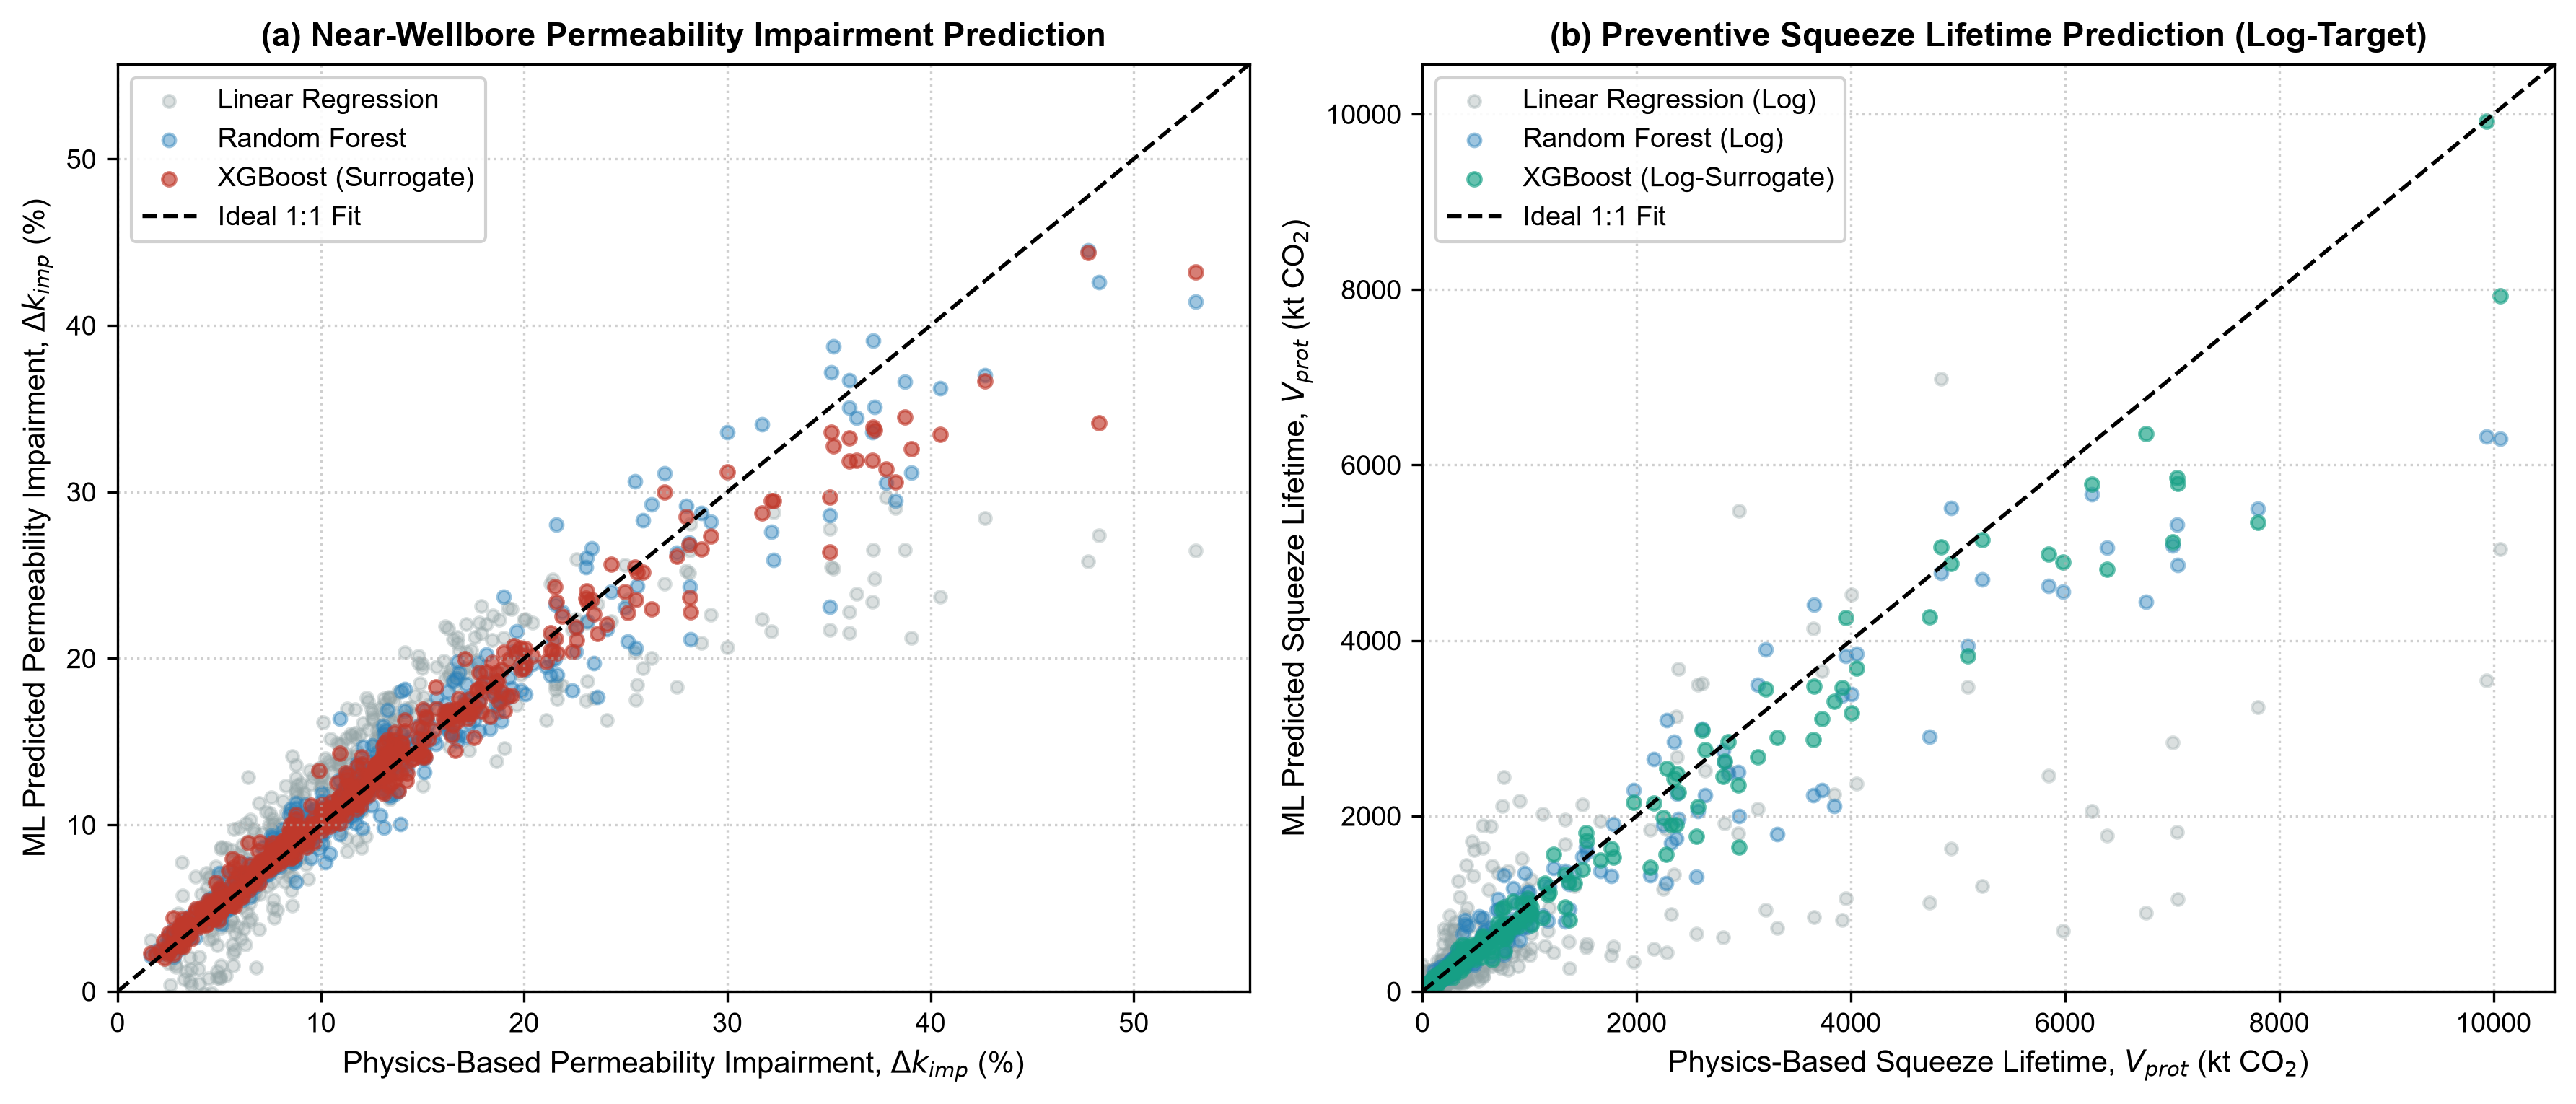 (a) Near-Wellbore Permeability Impairment Prediction
Linear Regression
Random Forest
XGBoost (Surrogate)
Ideal 1:1 Fit
ML Predicted Permeability Impairment, Δk_imp (%)
50
40
30
20
10
0
0 10 20 30 40 50
Physics-Based Permeability Impairment, Δk_imp (%)
(b) Preventive Squeeze Lifetime Prediction (Log-Target)
Linear Regression (Log)
Random Forest (Log)
XGBoost (Log-Surrogate)
Ideal 1:1 Fit
ML Predicted Squeeze Lifetime, V_prot (kt CO₂)
10000
8000
6000
4000
2000
0
0 2000 4000 6000 8000 10000
Physics-Based Squeeze Lifetime, V_prot (kt CO₂)